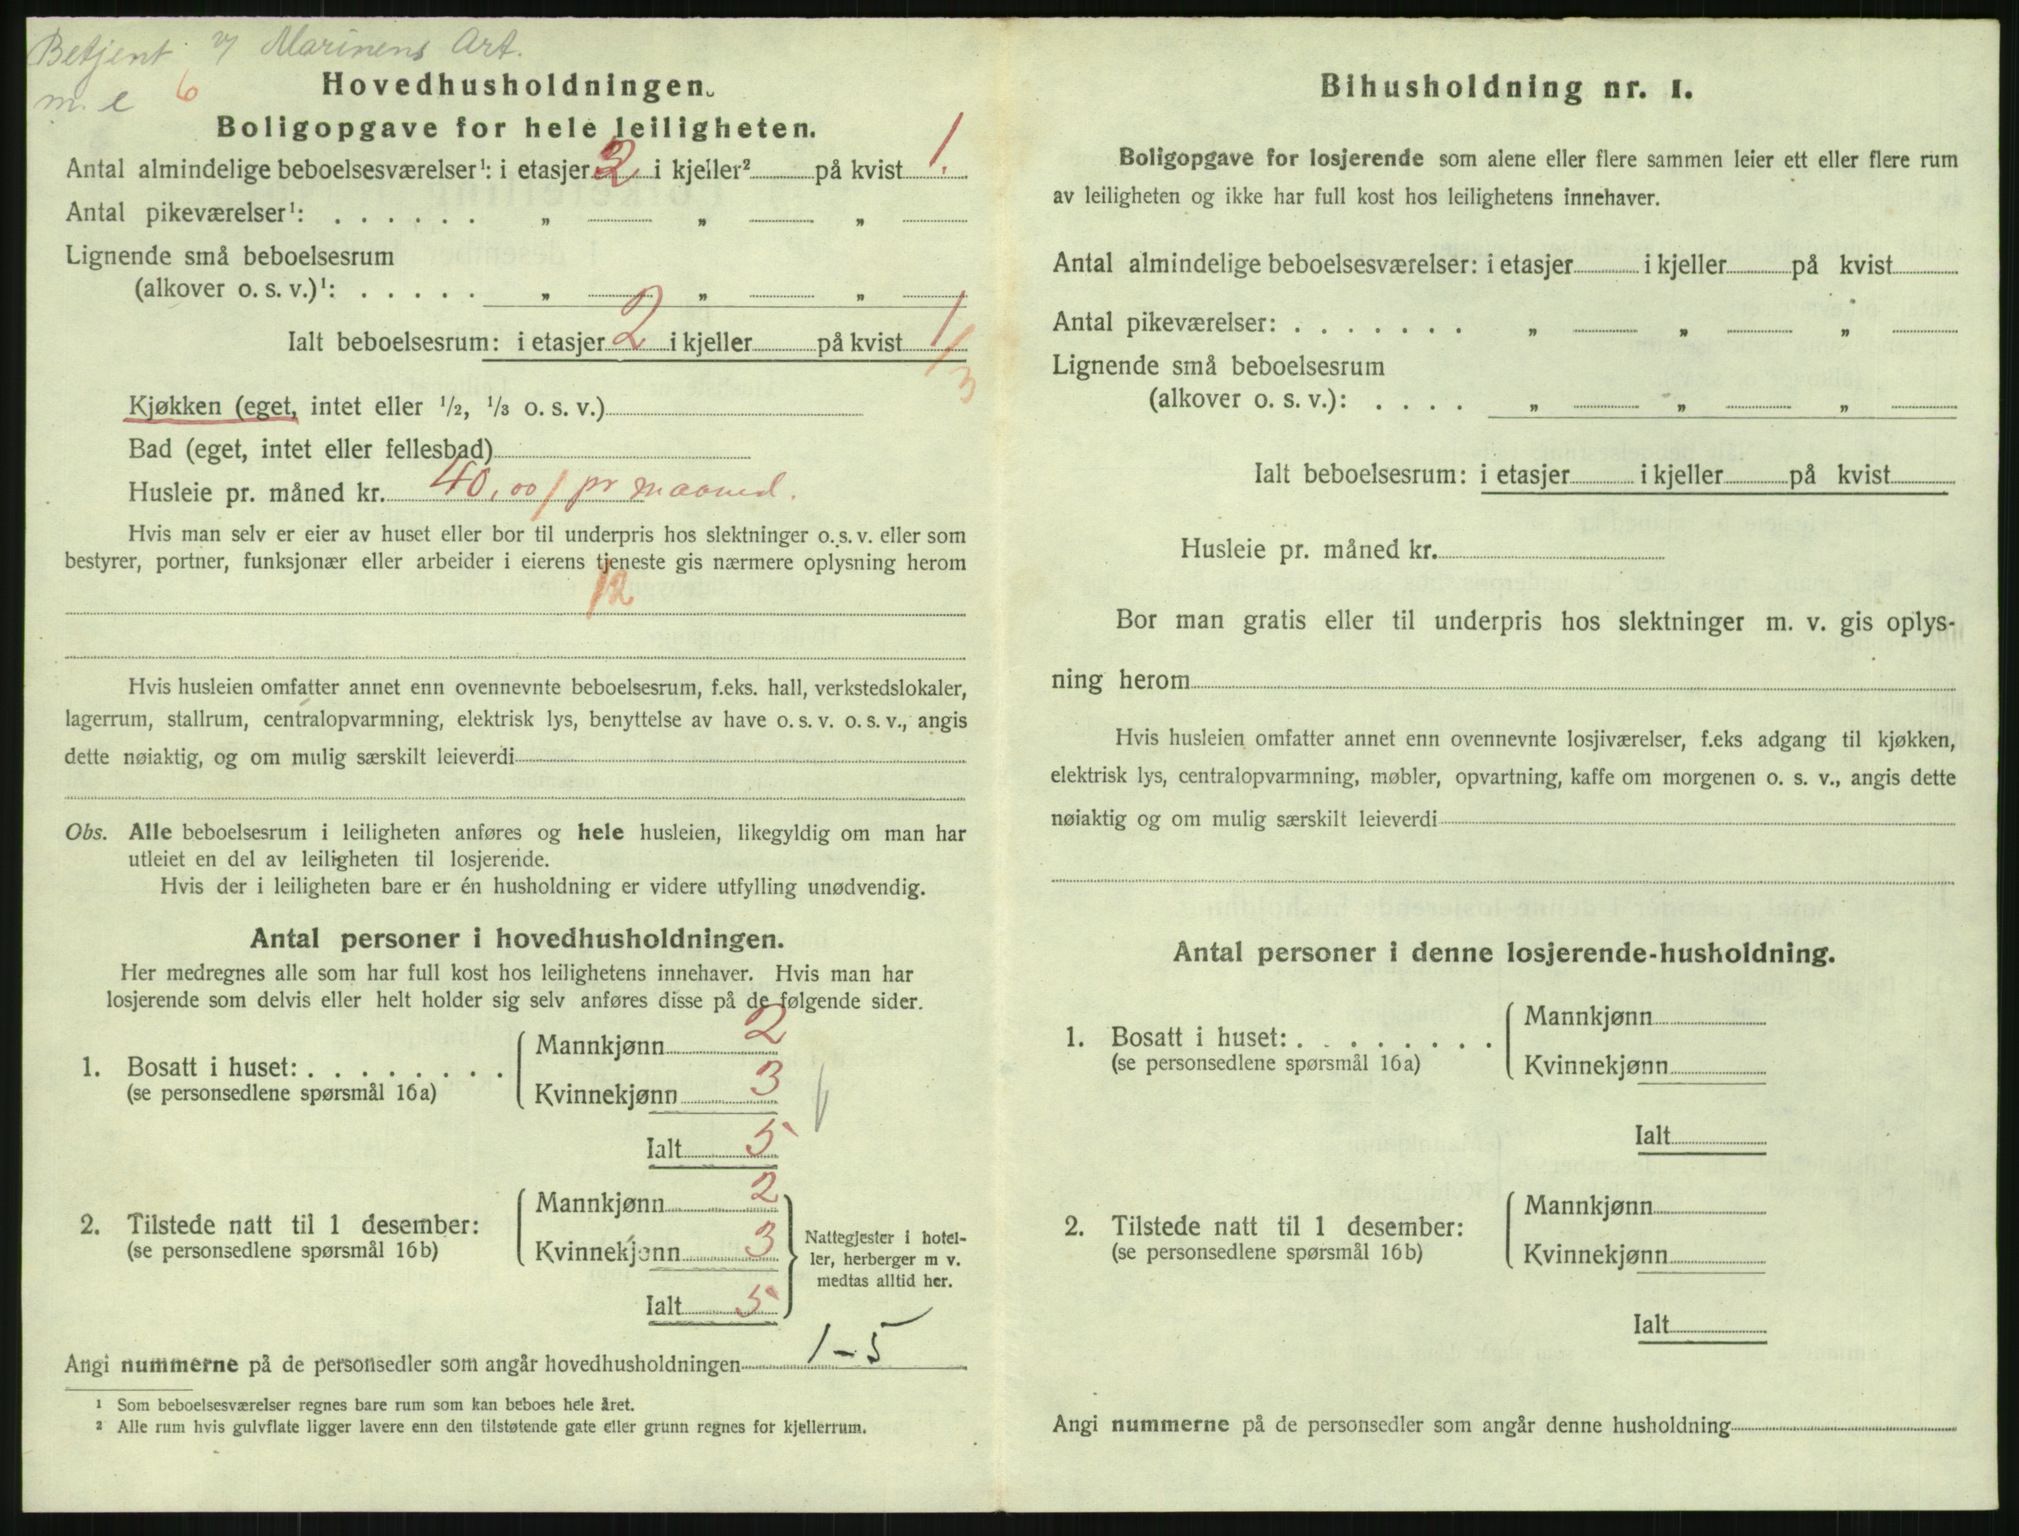 Betjent v/ Marinens Art.
m. e 6
Hovedhusholdningen.
Boligopgave for hele leiligheten.
Antal almindelige beboelsesværelser¹: i etasjer 2 i kjeller² på kvist 1.
Antal pikeværelser¹: . . . . . . „ „ „
Lignende små beboelsesrum
(alkover o. s. v.)¹: . . . . . „ „ „
Ialt beboelsesrum: i etasjer 2 i kjeller på kvist 1
/3
Kjøkken (eget, intet eller 1/2, 1/3 o. s. v.)
Bad (eget, intet eller fellesbad)
Husleie pr. måned kr. 40,00 / pr maaned.
Hvis man selv er eier av huset eller bor til underpris hos slektninger o. s. v. eller som
bestyrer, portner, funksjonær eller arbeider i eierens tjeneste gis nærmere oplysning herom
12
Hvis husleien omfatter annet enn ovennevnte beboelsesrum, f.eks. hall, verkstedslokaler,
lagerrum, stallrum, centralopvarmning, elektrisk lys, benyttelse av have o. s. v. o. s. v., angis
dette nøiaktig, og om mulig særskilt leieverdi
Obs. Alle beboelsesrum i leiligheten anføres og hele husleien, likegyldig om man har
utleiet en del av leiligheten til losjerende.
Hvis der i leiligheten bare er én husholdning er videre utfylling unødvendig.
Antal personer i hovedhusholdningen.
Her medregnes alle som har full kost hos leilighetens innehaver. Hvis man har
losjerende som delvis eller helt holder sig selv anføres disse på de følgende sider.
Mannkjønn 2
1. Bosatt i huset: . . . . . . . .
(se personsedlene spørsmål 16a)
Kvinnekjønn 3
Ialt 5
Mannkjønn 2
2. Tilstede natt til 1 desember:
(se personsedlene spørsmål 16b)
Kvinnekjønn 3
Ialt 5
Nattegjester i hotel-
ler, herberger m v.
medtas alltid her.
Angi nummerne på de personsedler som angår hovedhusholdningen 1-5
¹ Som beboelsesværelser regnes bare rum som kan beboes hele året.
² Alle rum hvis gulvflate ligger lavere enn den tilstøtende gate eller grunn regnes for kjellerrum.
Bihusholdning nr. 1.
Boligopgave for losjerende som alene eller flere sammen leier ett eller flere rum
av leiligheten og ikke har full kost hos leilighetens innehaver.
Antal almindelige beboelsesværelser: i etasjer i kjeller på kvist
Antal pikeværelser: . . . . . . . „ „ „
Lignende små beboelsesrum
(alkover o. s. v.): . . . . „ „ „
Ialt beboelsesrum: i etasjer i kjeller på kvist
Husleie pr. måned kr.
Bor man gratis eller til underpris hos slektninger m. v. gis oplys-
ning herom
Hvis husleien omfatter annet enn ovennevnte losjiværelser, f.eks adgang til kjøkken,
elektrisk lys, centralopvarmning, møbler, opvartning, kaffe om morgenen o. s. v., angis dette
nøiaktig og om mulig særskilt leieverdi
Antal personer i denne losjerende-husholdning.
Mannkjønn
1. Bosatt i huset: . . . . . . . .
(se personsedlene spørsmål 16a)
Kvinnekjønn
Ialt
Mannkjønn
2. Tilstede natt til 1 desember:
(se personsedlene spørsmål 16b)
Kvinnekjønn
Ialt
Angi nummerne på de personsedler som angår denne husholdning